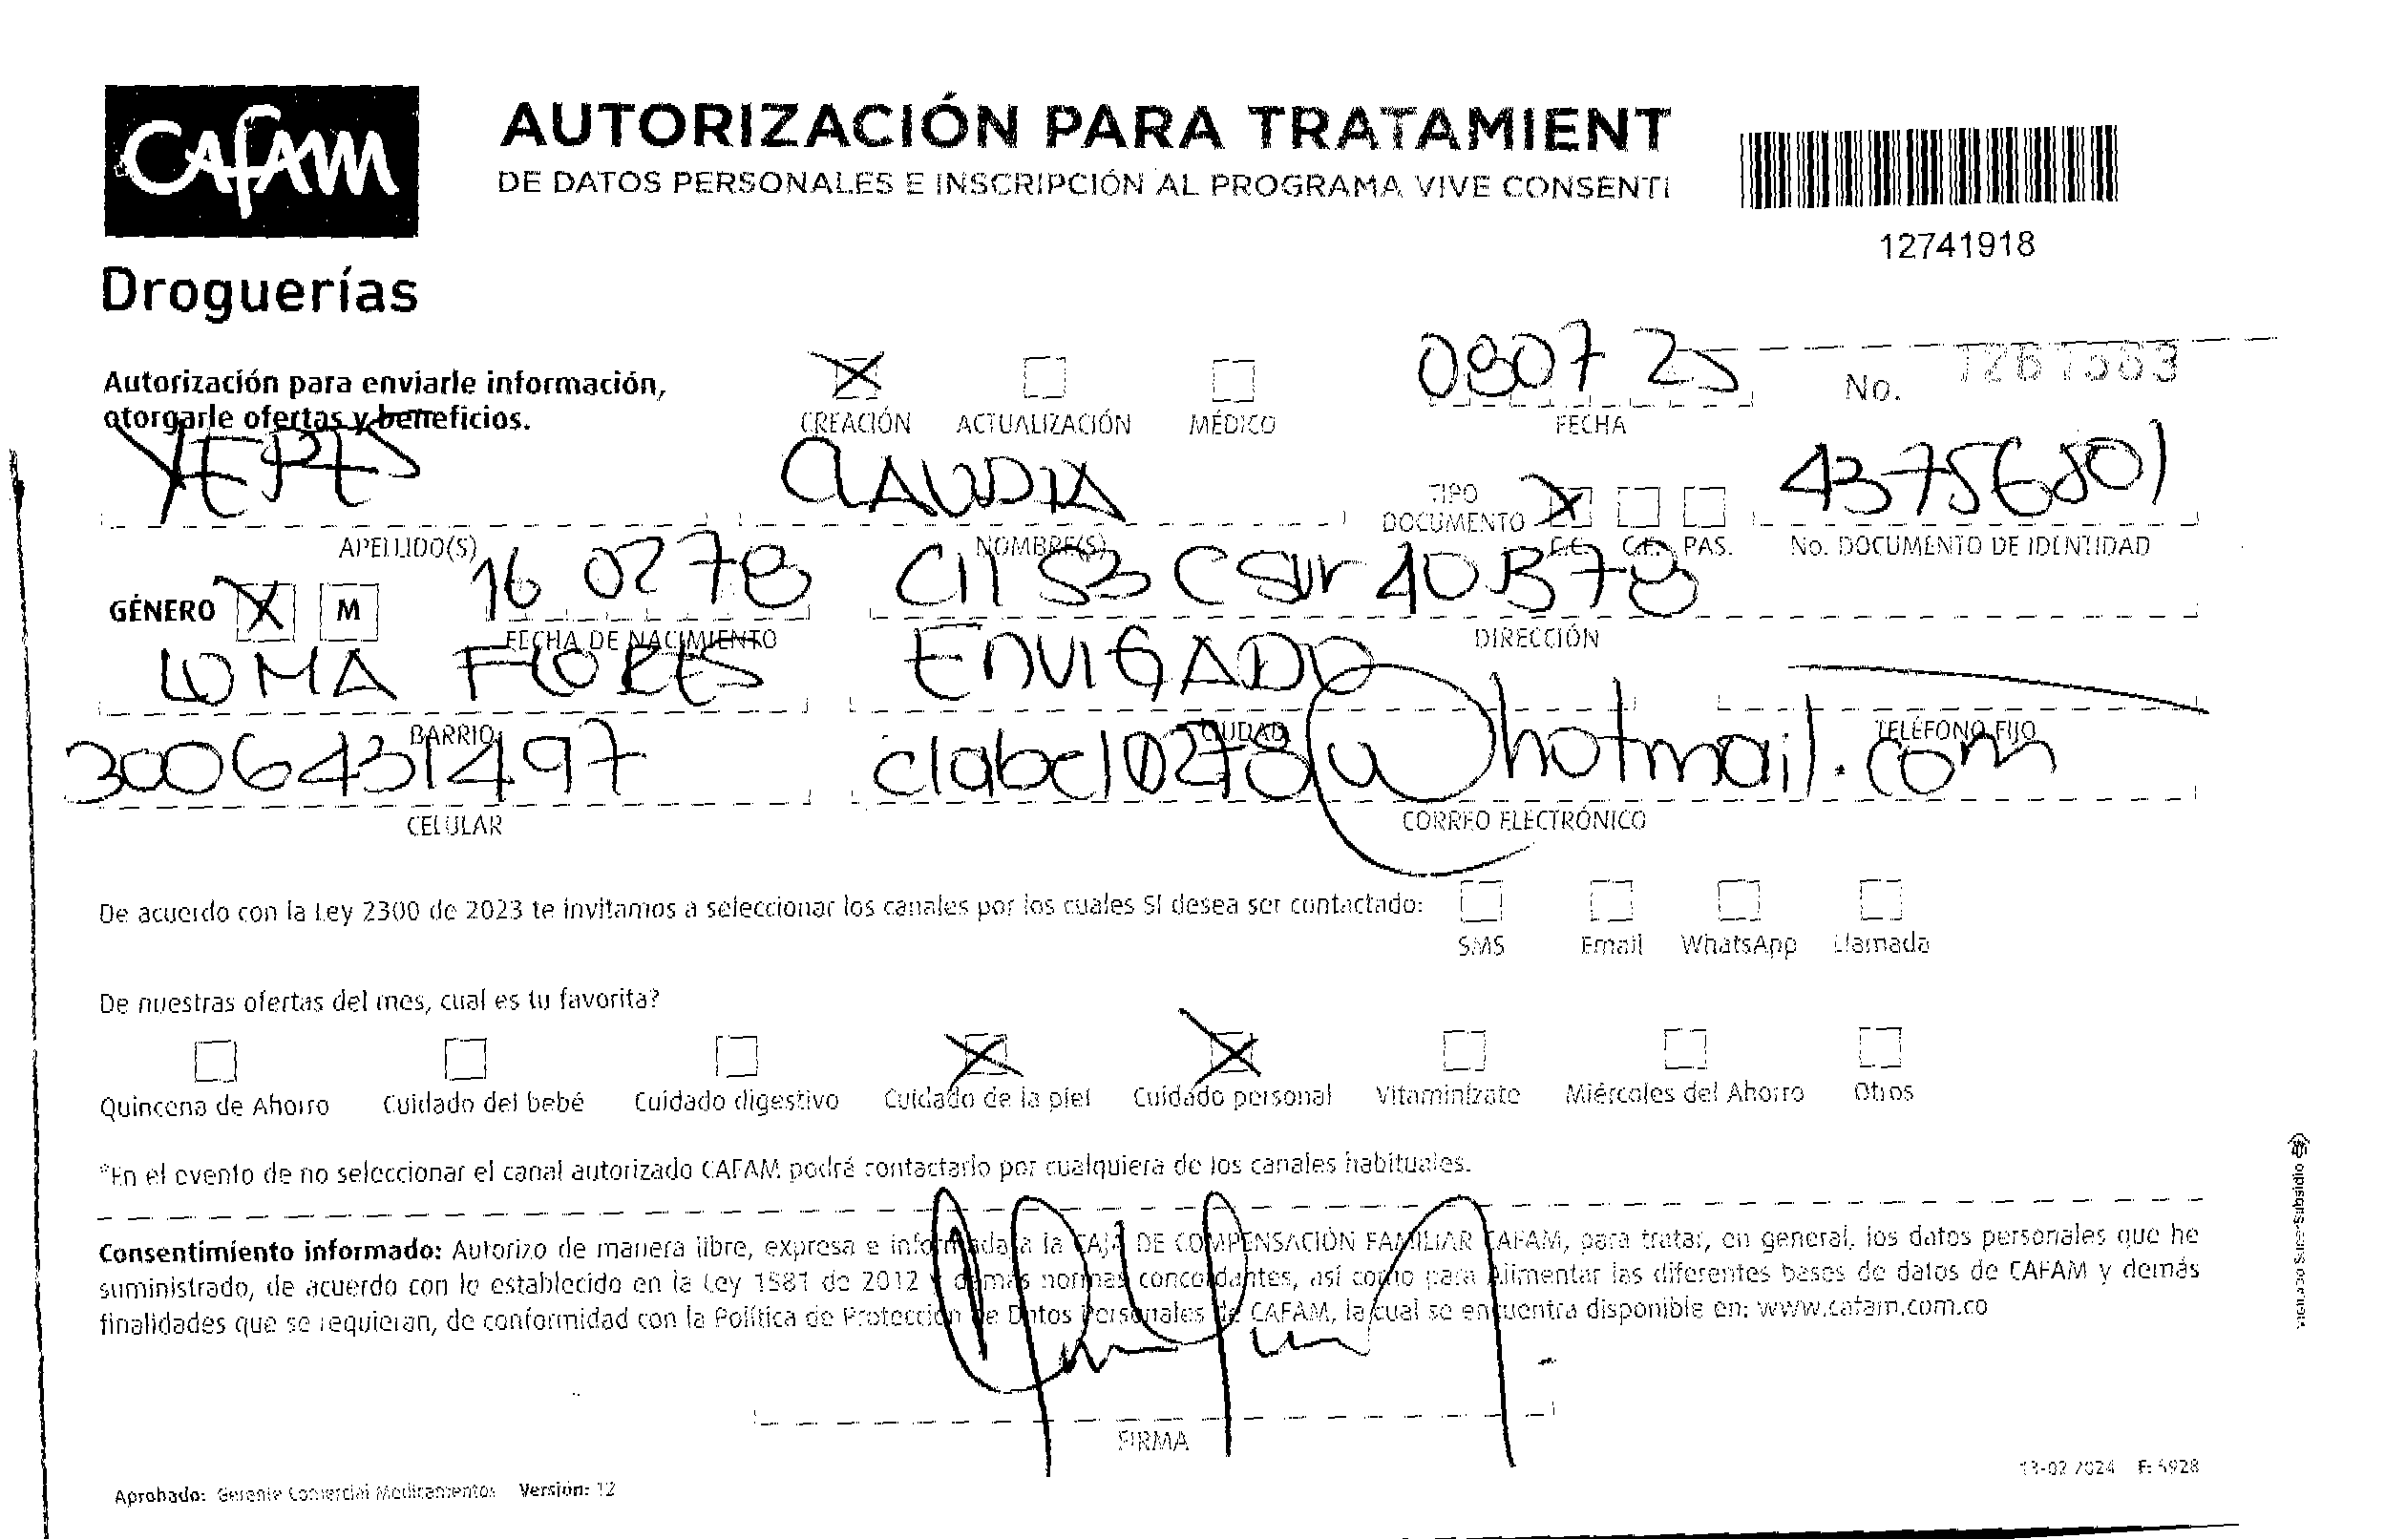 CAFAM
Droguerías
AUTORIZACIÓN PARA TRATAMIENT
DE DATOS PERSONALES E INSCRIPCIÓN AL PROGRAMA VIVE CONSENTI
12741918
Autorización para enviarle información,
otorgarle ofertas y beneficios.
CREACIÓN ACTUALIZACIÓN MÉDICO
0907 25
FECHA
No.
YEPES CLAUDIA
TIPO
DOCUMENTO
43756801
APELLIDO(S) NOMBRE(S) C.C. C.E. PAS. No. DOCUMENTO DE IDENTIDAD
GÉNERO M 16 0278 Cll 53 C Sur 40 B 78
FECHA DE NACIMIENTO DIRECCIÓN
LOMA FLORES ENVIGADO
BARRIO CIUDAD TELÉFONO FIJO
3006431497 clabcl0278@hotmail.com
CELULAR CORREO ELECTRÓNICO
De acuerdo con la Ley 2300 de 2023 te invitamos a seleccionar los canales por los cuales SI desea ser contactado:
SMS Email WhatsApp Llamada
De nuestras ofertas del mes, cual es tu favorita?
Quincena de Ahorro Cuidado del bebé Cuidado digestivo Cuidado de la piel Cuidado personal Vitaminízate Miércoles del Ahorro Otros
*En el evento de no seleccionar el canal autorizado CAFAM podrá contactarlo por cualquiera de los canales habituales.
Consentimiento informado: Autorizo de manera libre, expresa e informada a la CAJA DE COMPENSACIÓN FAMILIAR CAFAM, para tratar, en general, los datos personales que he
suministrado, de acuerdo con lo establecido en la Ley 1581 de 2012 y demás normas concordantes, así como para alimentar las diferentes bases de datos de CAFAM y demás
finalidades que se requieran, de conformidad con la Política de Protección de Datos Personales de CAFAM, la cual se encuentra disponible en: www.cafam.com.co
FIRMA
13-02 2024 F: 5928
Aprobado: Gerente Comercial Medicamentos Versión: 12